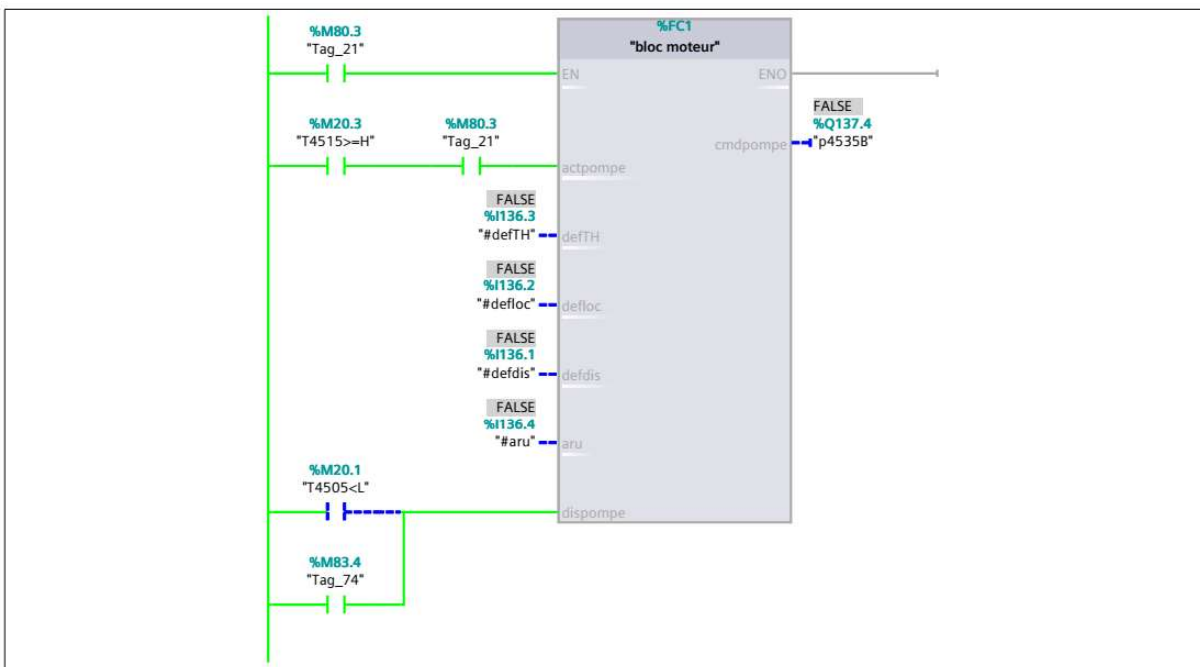 %M80.3
"Tag_21"
%FC1
"bloc moteur"
EN
ENO
%M20.3
"T4515>=H"
%M80.3
"Tag_21"
actpompe
FALSE
%Q137.4
cmdpompe
"p4535B"
FALSE
%I136.3
"#defTH"
defTH
FALSE
%I136.2
"#defloc"
defloc
FALSE
%I136.1
"#defdis"
defdis
FALSE
%I136.4
"#aru"
aru
%M20.1
"T4505<L"
dispompe
%M83.4
"Tag_74"